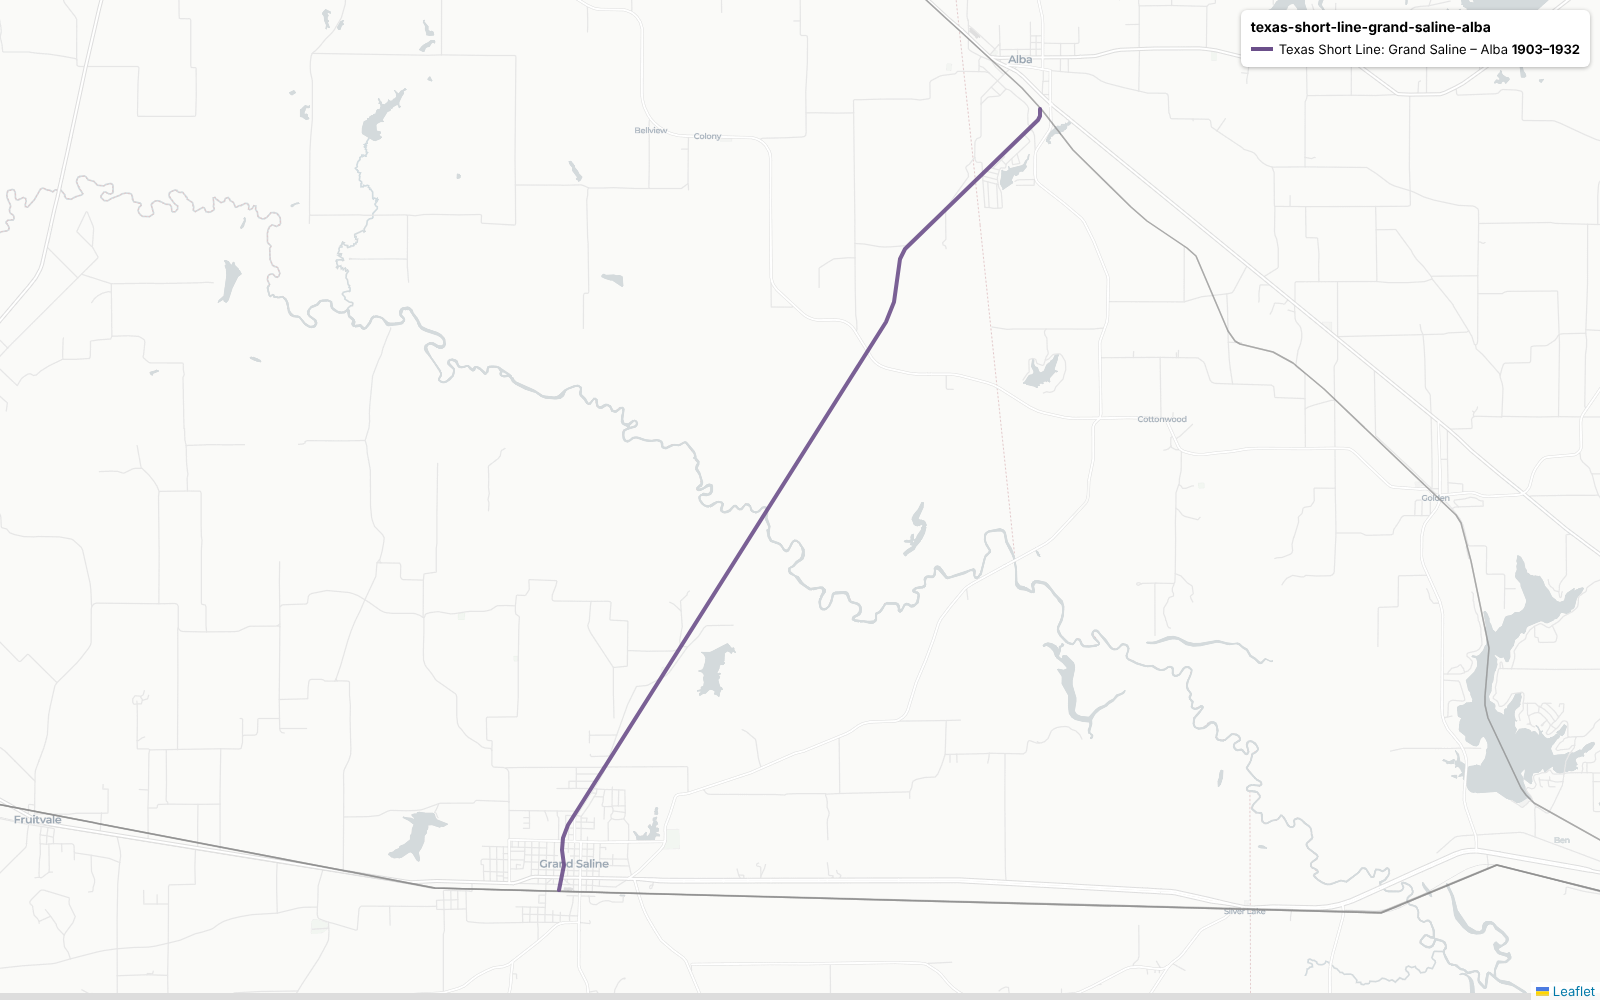 texas-short-line-grand-saline-alba
Texas Short Line: Grand Saline – Alba 1903–1932
Alba
Bellview
Colony
Cottonwood
Golden
Fruitvale
Ben
Grand Saline
Silver Lake
Leaflet